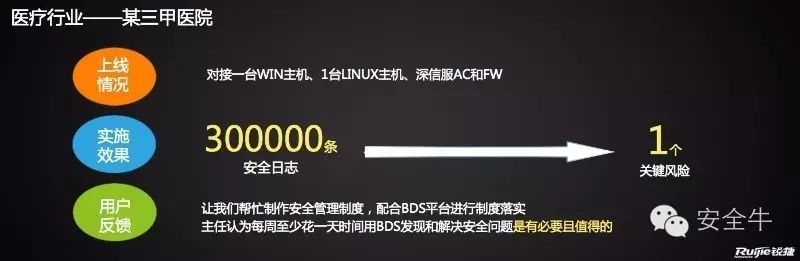 医疗行业——某三甲医院
上线
情况
对接一台WIN主机、1台LINUX主机、深信服AC和FW
实施
效果
300000条
安全日志
1个
关键风险
用户
反馈
让我们帮忙制作安全管理制度，配合BDS平台进行制度落实
主任认为每周至少花一天时间用BDS发现和解决安全问题是有必要且值得的
安全牛
Ruijie锐捷